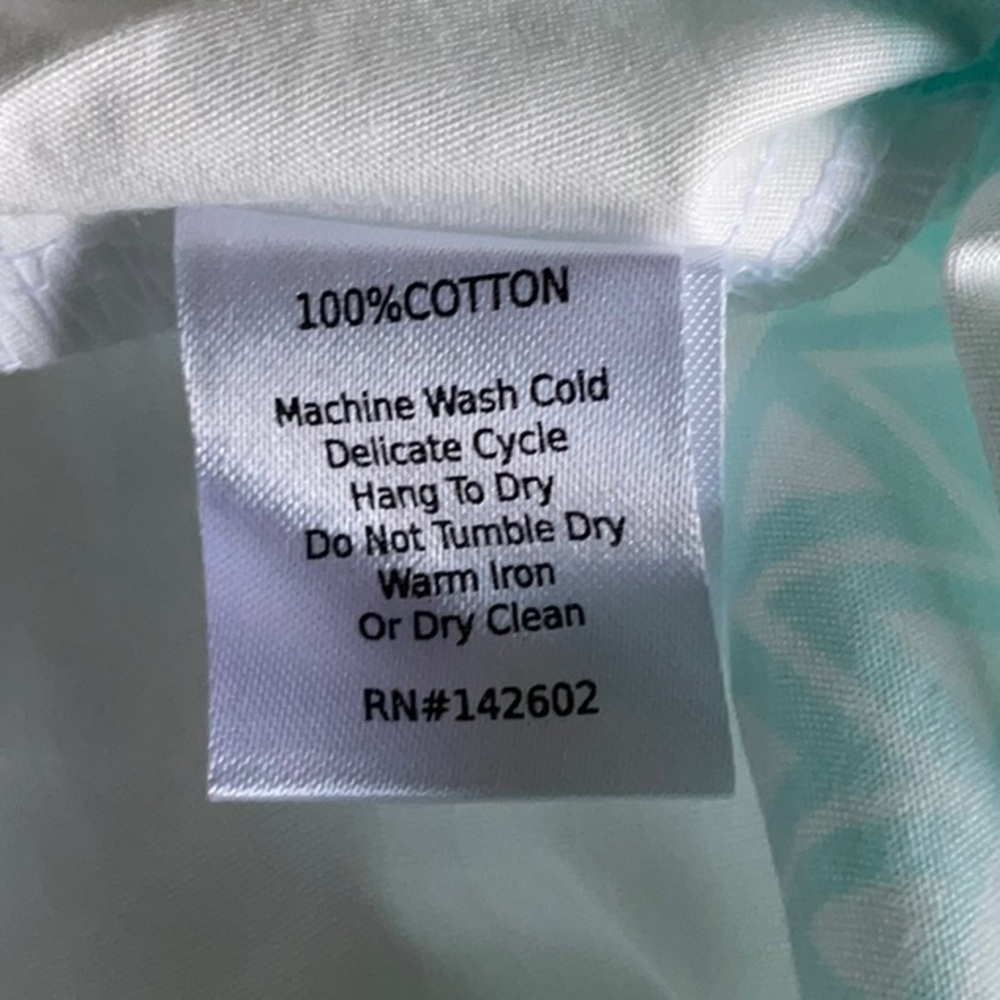 100%COTTON
Machine Wash Cold
Delicate Cycle
Hang To Dry
Do Not Tumble Dry
Warm Iron
Or Dry Clean
RN#142602